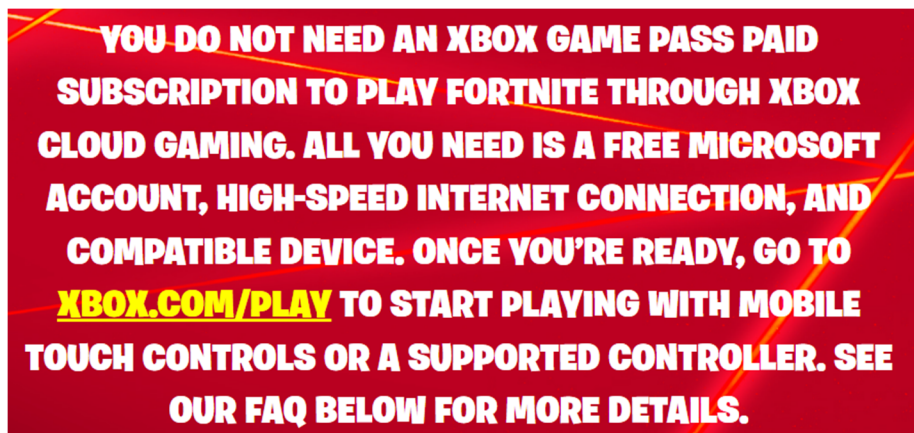 YOU DO NOT NEED AN XBOX GAME PASS PAID
SUBSCRIPTION TO PLAY FORTNITE THROUGH XBOX
CLOUD GAMING. ALL YOU NEED IS A FREE MICROSOFT
ACCOUNT, HIGH-SPEED INTERNET CONNECTION, AND
COMPATIBLE DEVICE. ONCE YOU’RE READY, GO TO
XBOX.COM/PLAY TO START PLAYING WITH MOBILE
TOUCH CONTROLS OR A SUPPORTED CONTROLLER. SEE
OUR FAQ BELOW FOR MORE DETAILS.